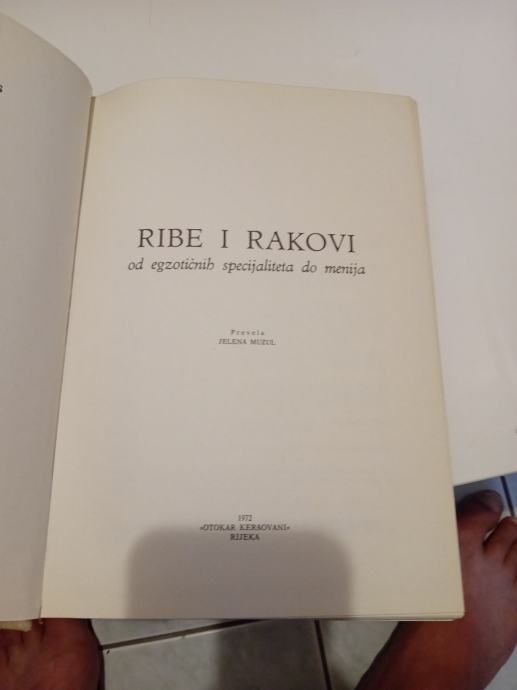 RIBE I RAKOVI
od egzotičnih specijaliteta do menija
Prevela
JELENA MUZUL
1972
»OTOKAR KERŠOVANI«
RIJEKA